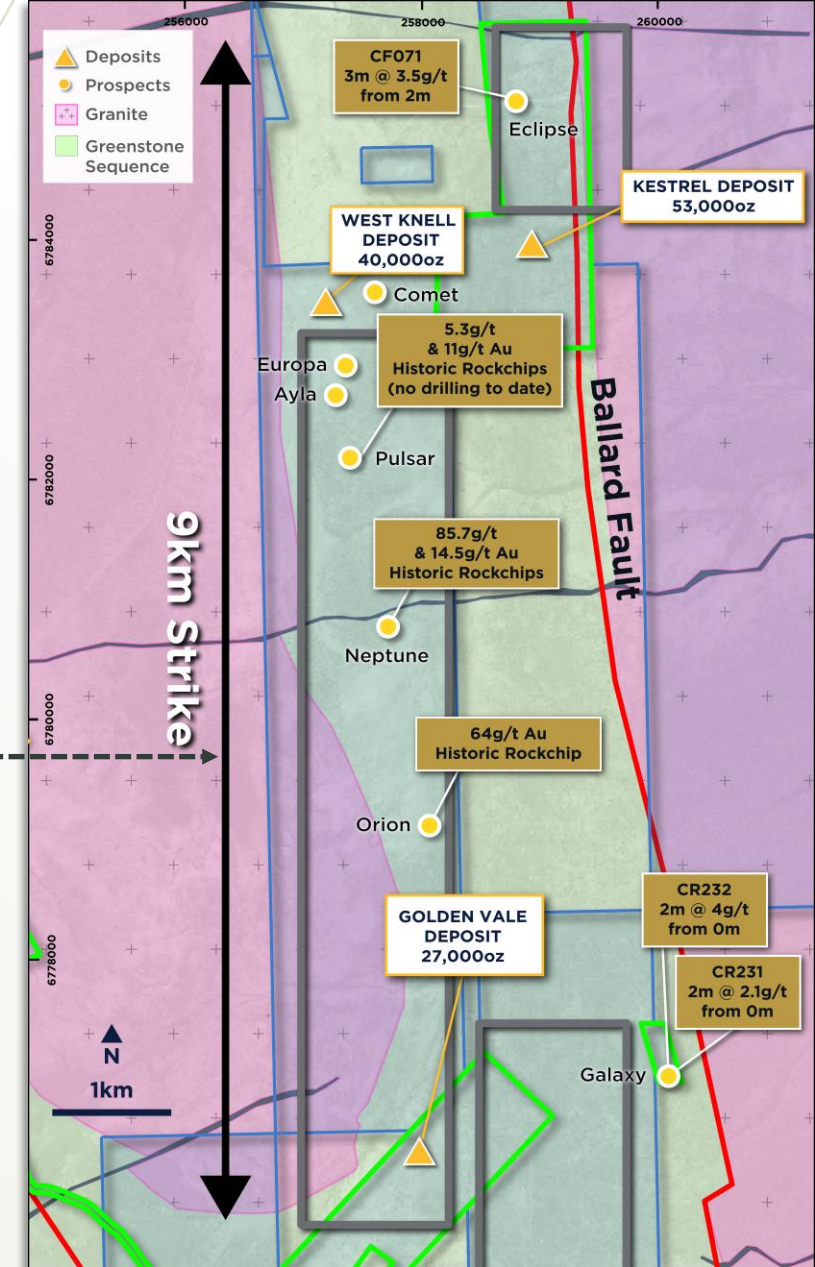 256000
258000
260000
Deposits
Prospects
Granite
Greenstone
Sequence
CF071
3m @ 3.5g/t
from 2m
Eclipse
KESTREL DEPOSIT
53,000oz
WEST KNELL
DEPOSIT
40,000oz
6784000
Comet
5.3g/t
& 11g/t Au
Historic Rockchips
(no drilling to date)
Europa
Ayla
Pulsar
6782000
Ballard Fault
9km Strike
85.7g/t
& 14.5g/t Au
Historic Rockchips
Neptune
6780000
64g/t Au
Historic Rockchip
Orion
GOLDEN VALE
DEPOSIT
27,000oz
CR232
2m @ 4g/t
from 0m
6778000
CR231
2m @ 2.1g/t
from 0m
Galaxy
N
1km